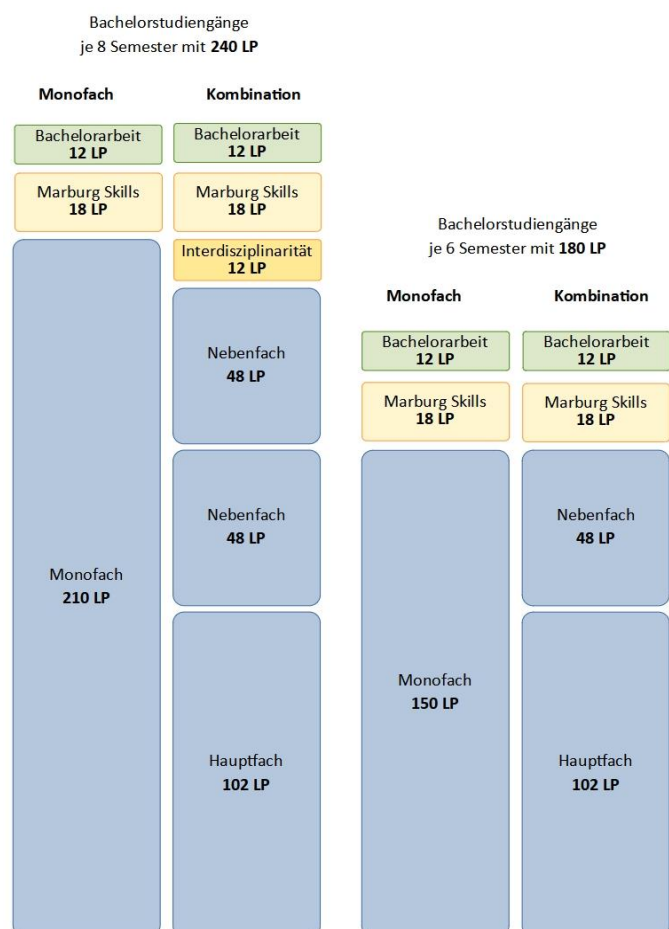 Bachelorstudiengänge
je 8 Semester mit 240 LP
Monofach
Bachelorarbeit
12 LP
Marburg Skills
18 LP
Monofach
210 LP
Kombination
Bachelorarbeit
12 LP
Marburg Skills
18 LP
Interdisziplinarität
12 LP
Nebenfach
48 LP
Nebenfach
48 LP
Hauptfach
102 LP
Bachelorstudiengänge
je 6 Semester mit 180 LP
Monofach
Bachelorarbeit
12 LP
Marburg Skills
18 LP
Monofach
150 LP
Kombination
Bachelorarbeit
12 LP
Marburg Skills
18 LP
Nebenfach
48 LP
Hauptfach
102 LP